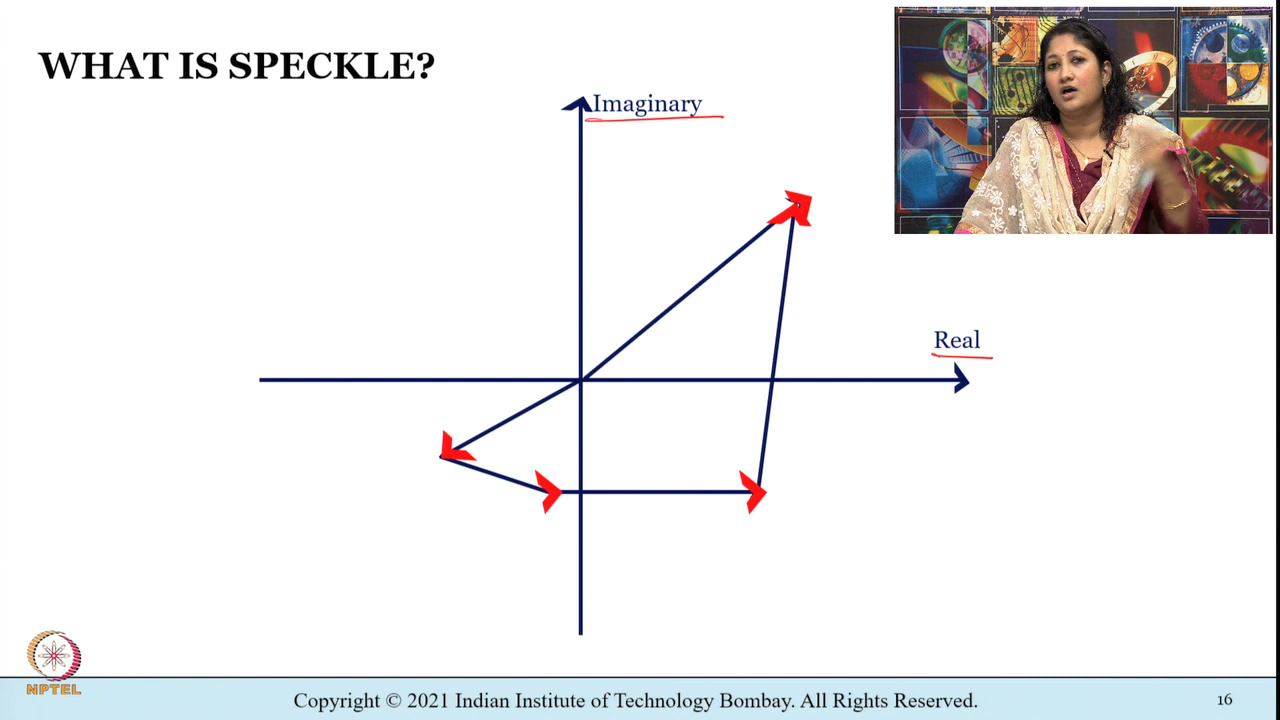 WHAT IS SPECKLE?
Imaginary
Real
NPTEL
Copyright © 2021 Indian Institute of Technology Bombay. All Rights Reserved.
16